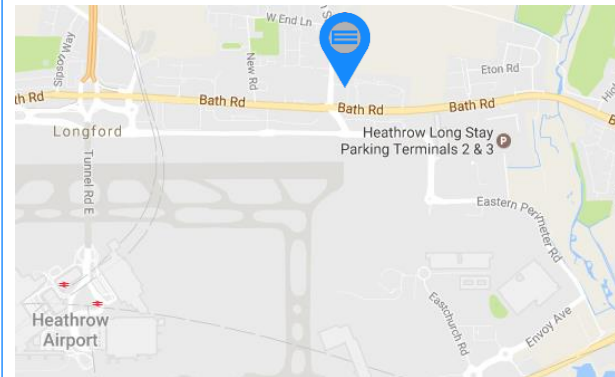 W End Ln
Sipson Way
New Rd
Eton Rd
th Rd
Bath Rd
Bath Rd
Bath Rd
Longford
Heathrow Long Stay
Parking Terminals 2 & 3
P
Tunnel Rd E
Eastern Perimeter Rd
Heathrow
Airport
Eastchurch Rd
Envoy Ave